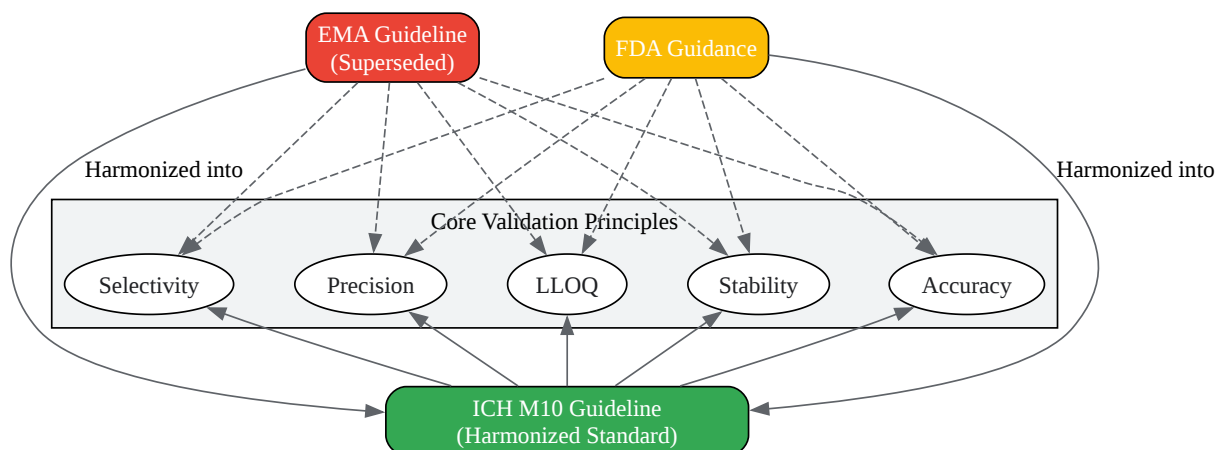 EMA Guideline
(Superseded)
FDA Guidance
Harmonized into
Harmonized into
Core Validation Principles
Selectivity
Precision
LLOQ
Stability
Accuracy
ICH M10 Guideline
(Harmonized Standard)